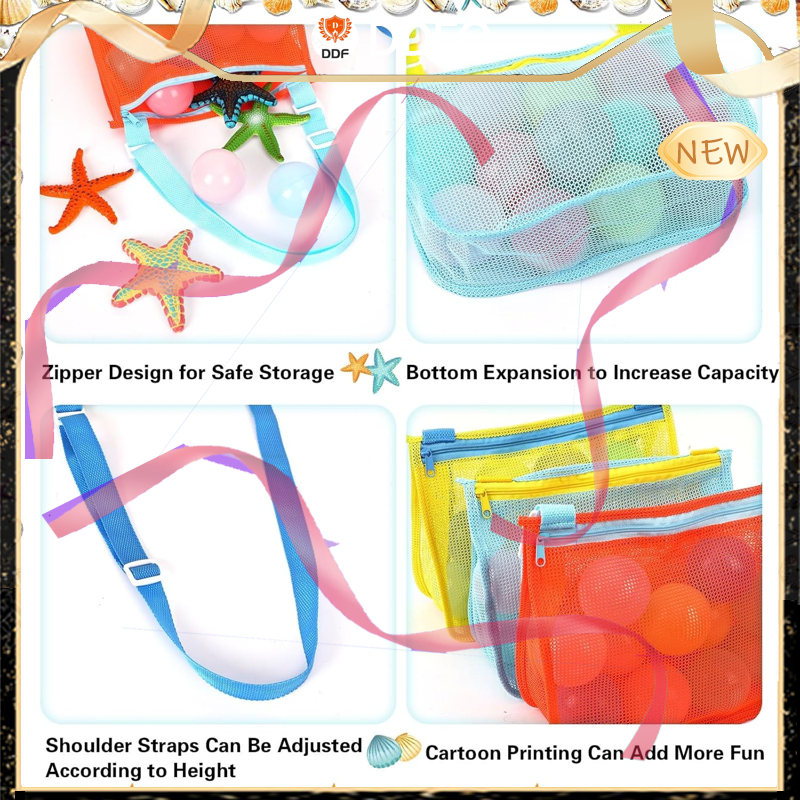 DDF
NEW
Zipper Design for Safe Storage
Bottom Expansion to Increase Capacity
Shoulder Straps Can Be Adjusted
According to Height
Cartoon Printing Can Add More Fun